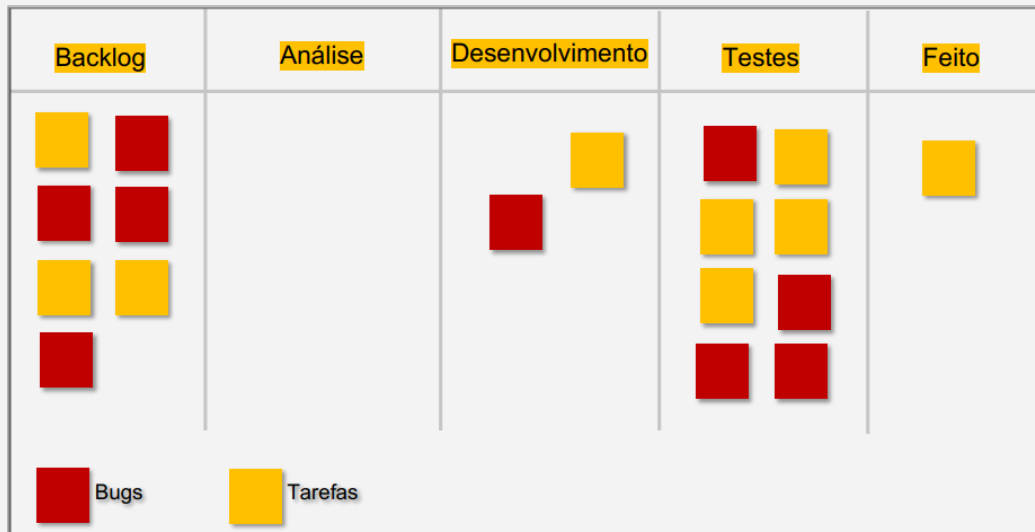 Backlog
Análise
Desenvolvimento
Testes
Feito
Bugs
Tarefas